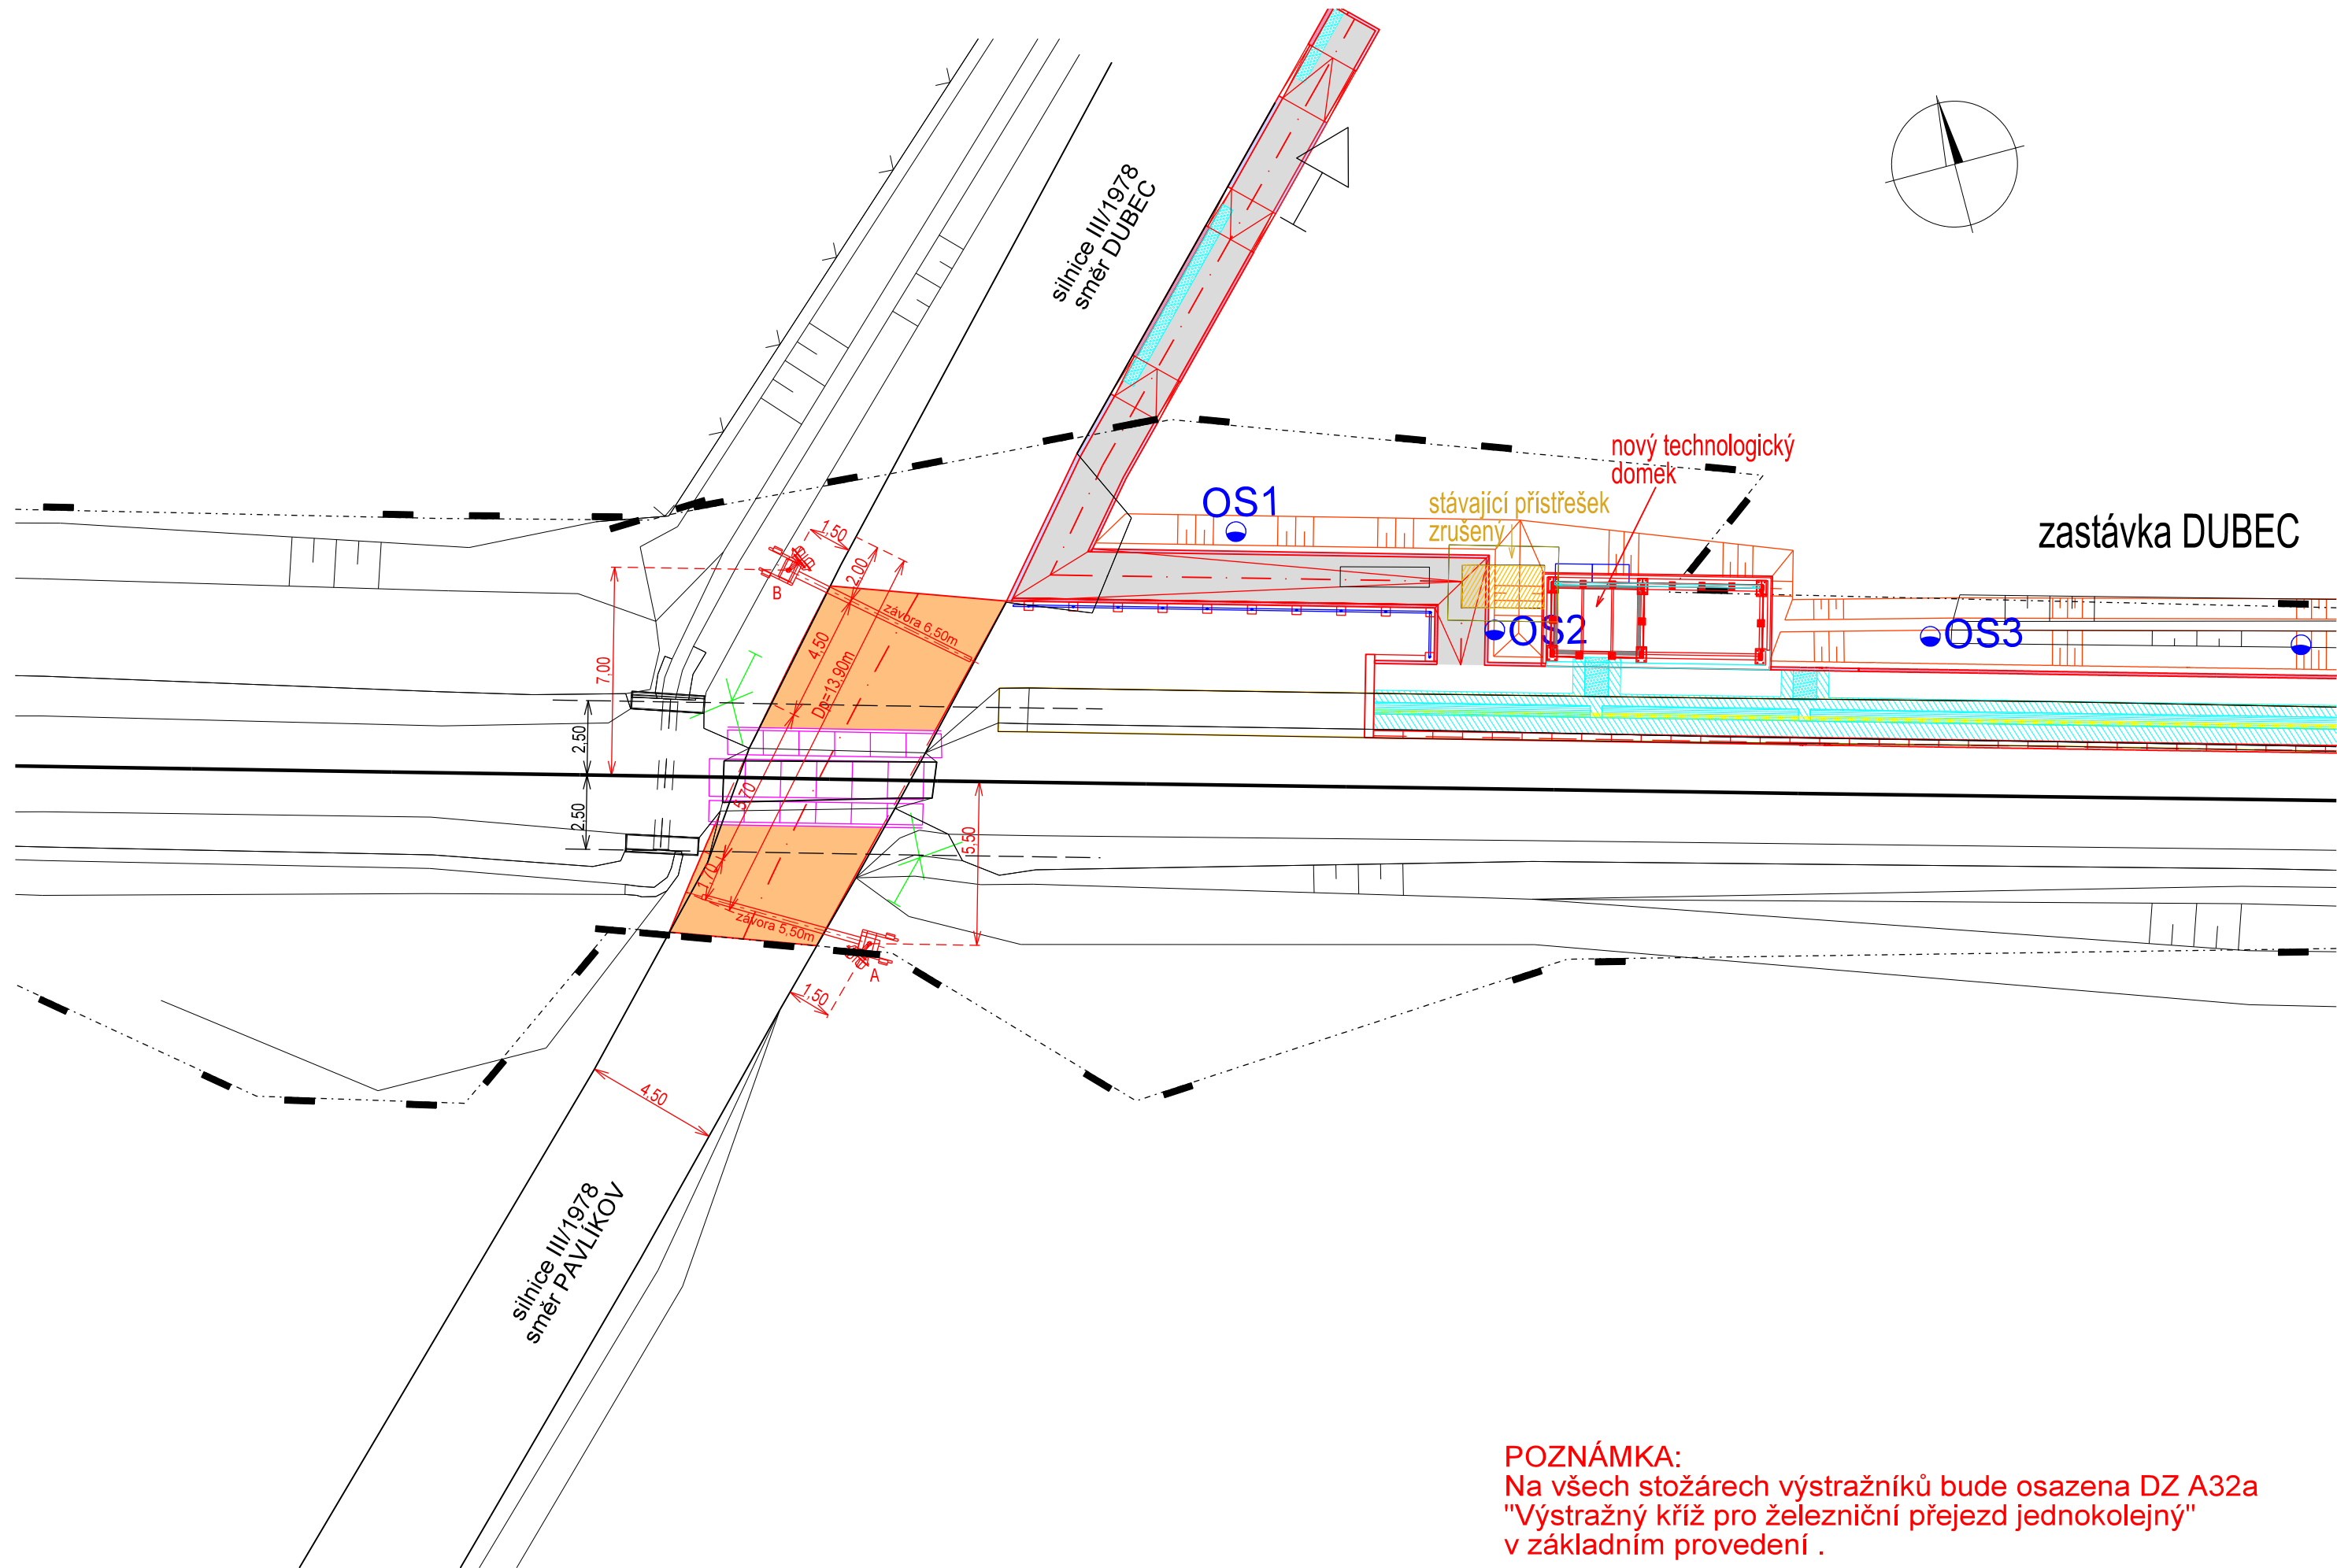 silnice III/1978
směr DUBEC
nový technologický
domek
OS1
stávající přístřešek
zrušený
zastávka DUBEC
1,50
2,00
B
závora 6,50m
4,50
Dp=13,90m
7,00
OS2
OS3
2,50
2,50
5,70
5,50
1,70
závora 5,50m
A
1,50
4,50
silnice III/1978
směr PAVLÍKOV
POZNÁMKA:
Na všech stožárech výstražníků bude osazena DZ A32a
"Výstražný kříž pro železniční přejezd jednokolejný"
v základním provedení .